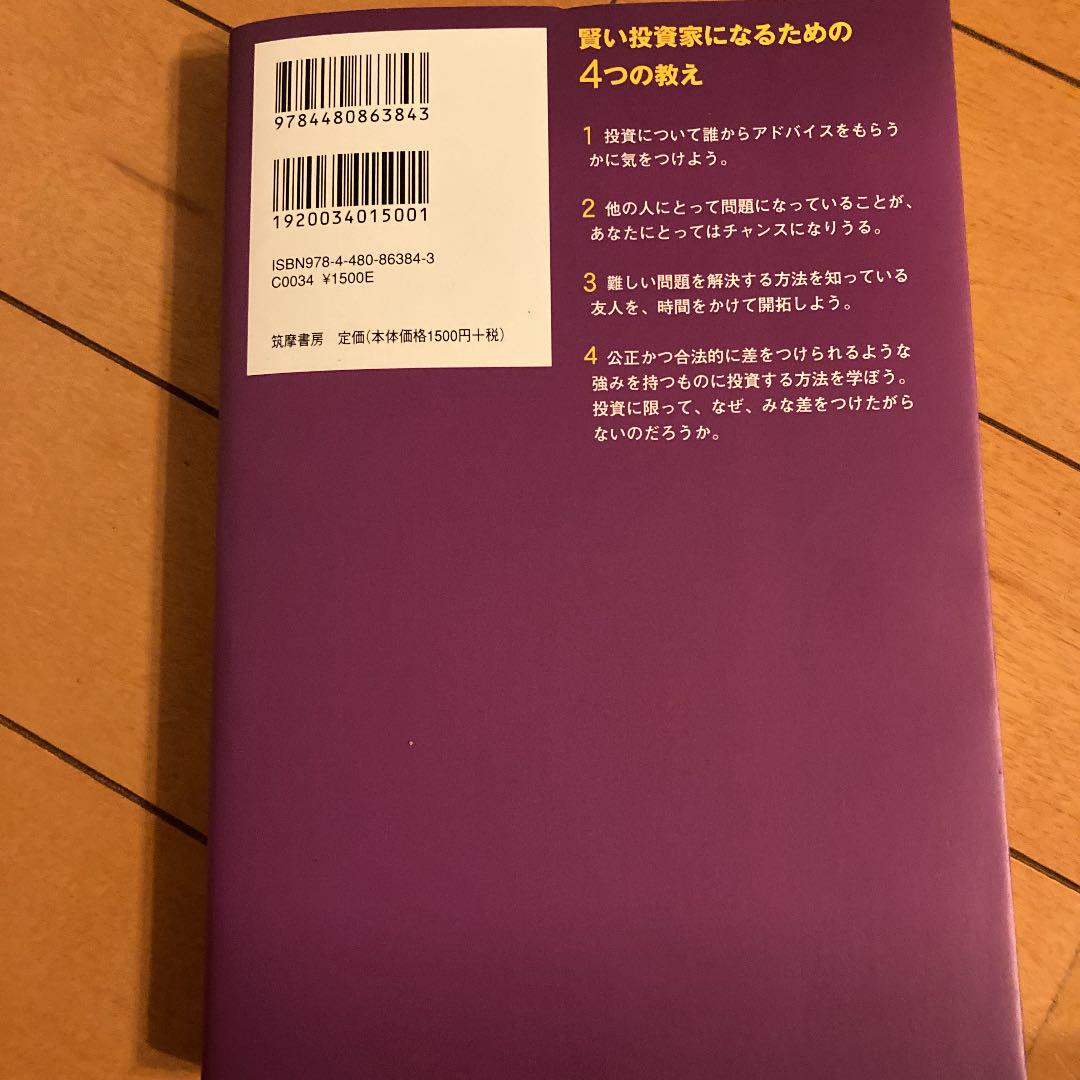 9784480863843
1920034015001
ISBN978-4-480-86384-3
C0034 ¥1500E
筑摩書房 定価(本体価格1500円+税)
賢い投資家になるための
4つの教え
1 投資について誰からアドバイスをもらう
かに気をつけよう。
2 他の人にとって問題になっていることが、
あなたにとってはチャンスになりうる。
3 難しい問題を解決する方法を知っている
友人を、時間をかけて開拓しよう。
4 公正かつ合法的に差をつけられるような
強みを持つものに投資する方法を学ぼう。
投資に限って、なぜ、みな差をつけたがら
ないのだろうか。